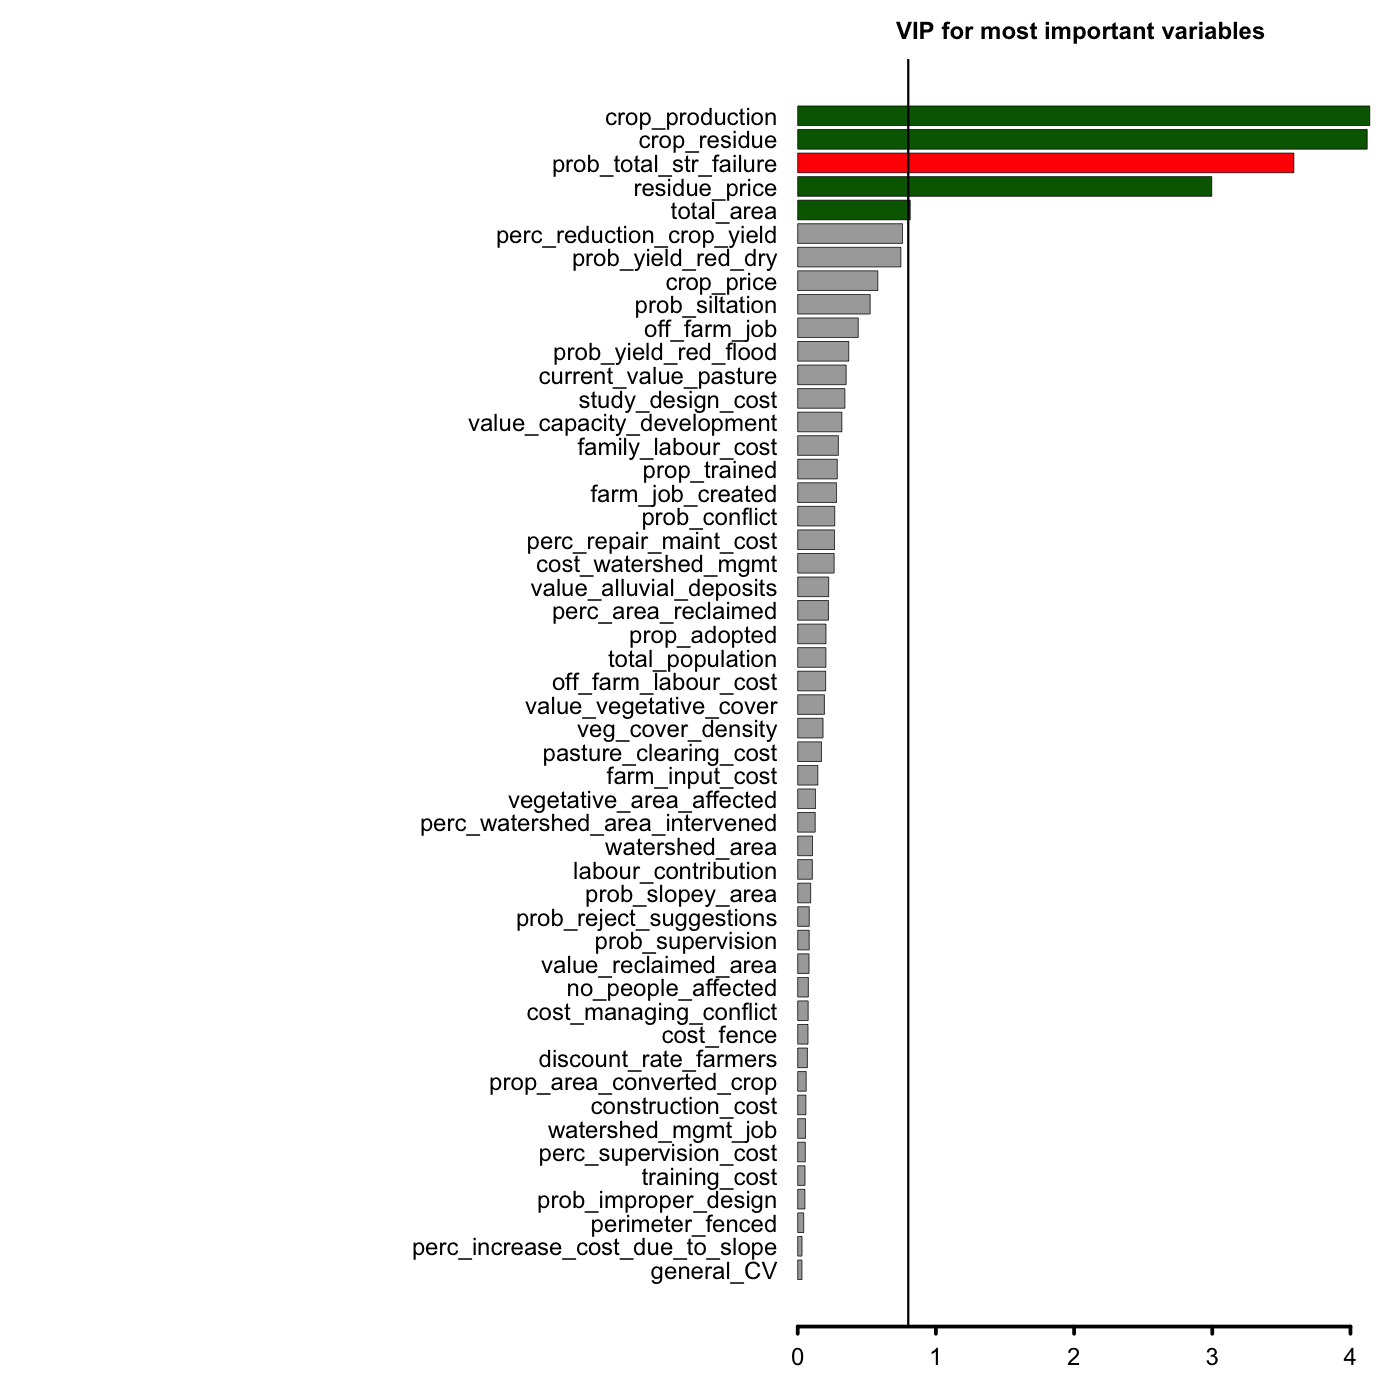 VIP for most important variables
crop_production
crop_residue
prob_total_str_failure
residue_price
total_area
perc_reduction_crop_yield
prob_yield_red_dry
crop_price
prob_siltation
off_farm_job
prob_yield_red_flood
current_value_pasture
study_design_cost
value_capacity_development
family_labour_cost
prop_trained
farm_job_created
prob_conflict
perc_repair_maint_cost
cost_watershed_mgmt
value_alluvial_deposits
perc_area_reclaimed
prop_adopted
total_population
off_farm_labour_cost
value_vegetative_cover
veg_cover_density
pasture_clearing_cost
farm_input_cost
vegetative_area_affected
perc_watershed_area_intervened
watershed_area
labour_contribution
prob_slopey_area
prob_reject_suggestions
prob_supervision
value_reclaimed_area
no_people_affected
cost_managing_conflict
cost_fence
discount_rate_farmers
prop_area_converted_crop
construction_cost
watershed_mgmt_job
perc_supervision_cost
training_cost
prob_improper_design
perimeter_fenced
perc_increase_cost_due_to_slope
general_CV
0 1 2 3 4